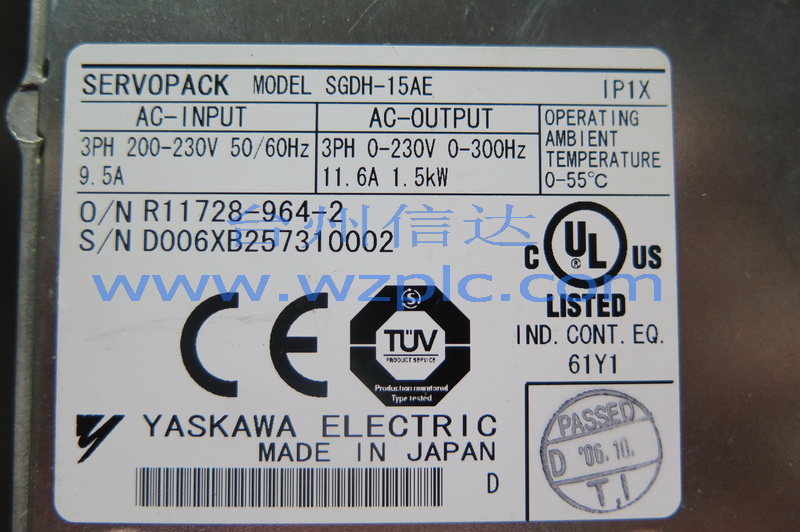 SERVOPACK MODEL SGDH-15AE IP1X
AC-INPUT
3PH 200-230V 50/60Hz
9.5A
AC-OUTPUT
3PH 0-230V 0-300Hz
11.6A 1.5kW
OPERATING
AMBIENT
TEMPERATURE
0-55℃
O/N R11728-964-2
S/N D006XB257310002
台州信达
www.wzplc.com
C UL US
®
LISTED
IND. CONT. EQ.
61Y1
CE
S
TÜV
PRODUCT SERVICE
Production monitored
Type tested
YASKAWA ELECTRIC
MADE IN JAPAN
D
PASSED
D '06.10.
T.I